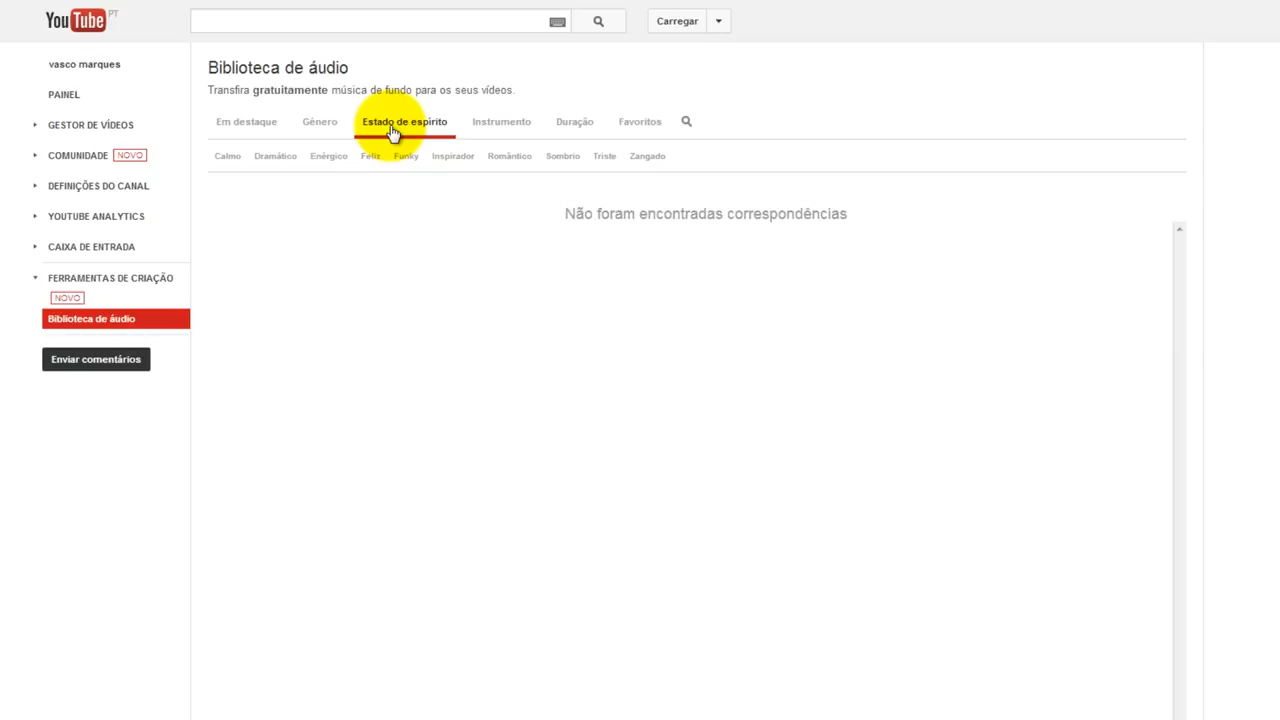 YouTube PT
Carregar
vasco marques
PAINEL
GESTOR DE VÍDEOS
COMUNIDADE NOVO
DEFINIÇÕES DO CANAL
YOUTUBE ANALYTICS
CAIXA DE ENTRADA
FERRAMENTAS DE CRIAÇÃO
NOVO
Biblioteca de áudio
Enviar comentários
Biblioteca de áudio
Transfira gratuitamente música de fundo para os seus vídeos.
Em destaque Género Estado de espírito Instrumento Duração Favoritos
Calmo Dramático Enérgico Feliz Funky Inspirador Romântico Sombrio Triste Zangado
Não foram encontradas correspondências